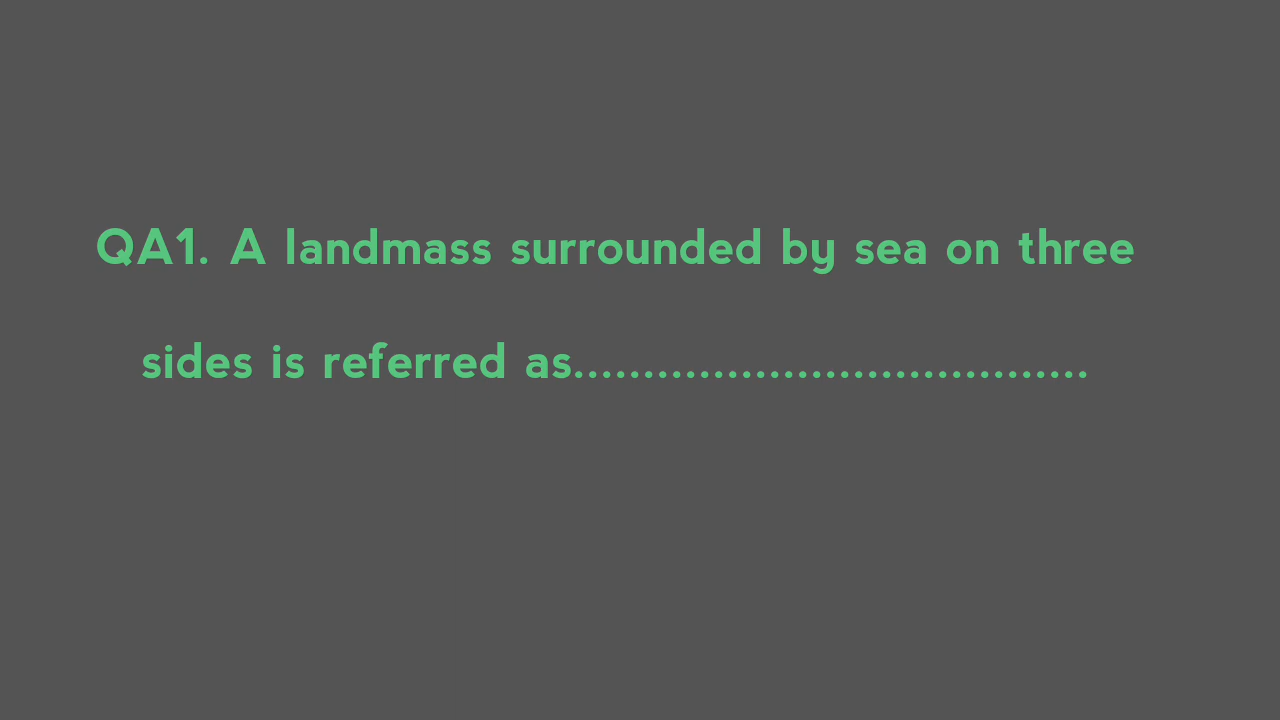 QA1. A landmass surrounded by sea on three
sides is referred as.....................................